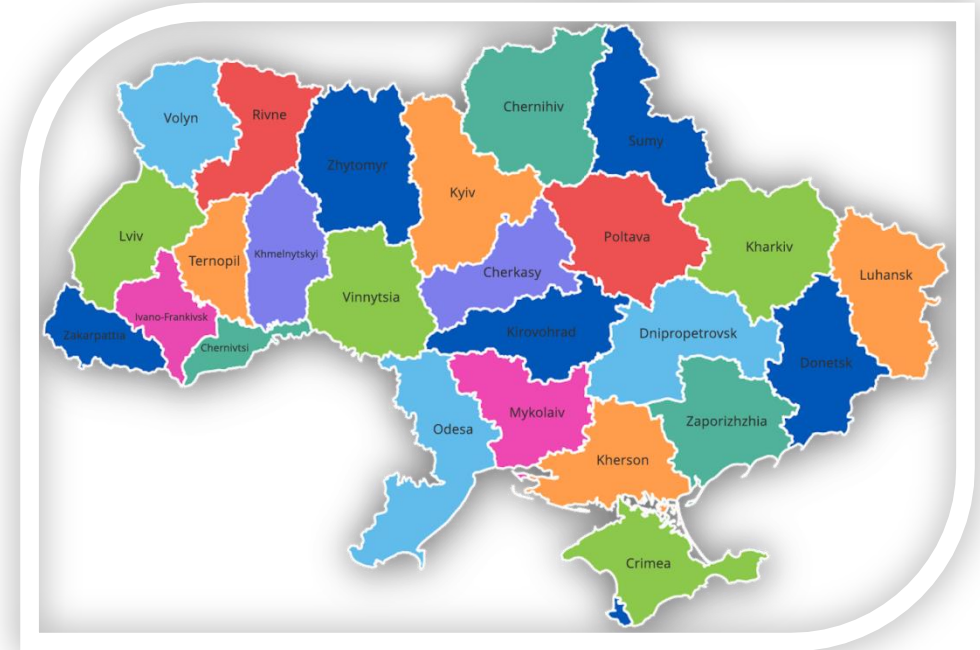 Volyn
Rivne
Zhytomyr
Chernihiv
Sumy
Kyiv
Lviv
Ternopil
Khmelnytskyi
Vinnytsia
Cherkasy
Poltava
Kharkiv
Luhansk
Zakarpattia
Ivano-Frankivsk
Chernivtsi
Kirovohrad
Dnipropetrovsk
Donetsk
Odesa
Mykolaiv
Zaporizhzhia
Kherson
Crimea